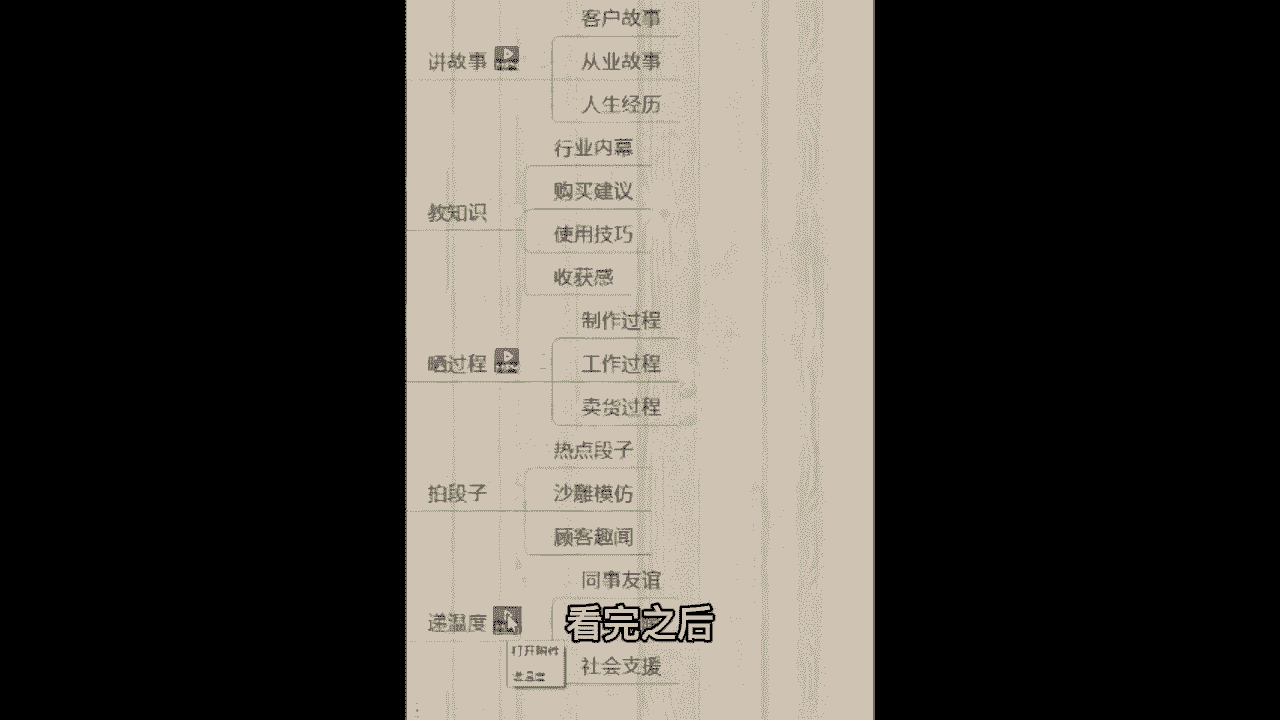 客户故事
讲故事
从业故事
人生经历
行业内幕
购买建议
教知识
使用技巧
收获感
制作过程
晒过程
工作过程
卖货过程
热点段子
拍段子
沙雕模仿
顾客趣闻
同事友谊
递温度
看完之后
打开附件
社会支援